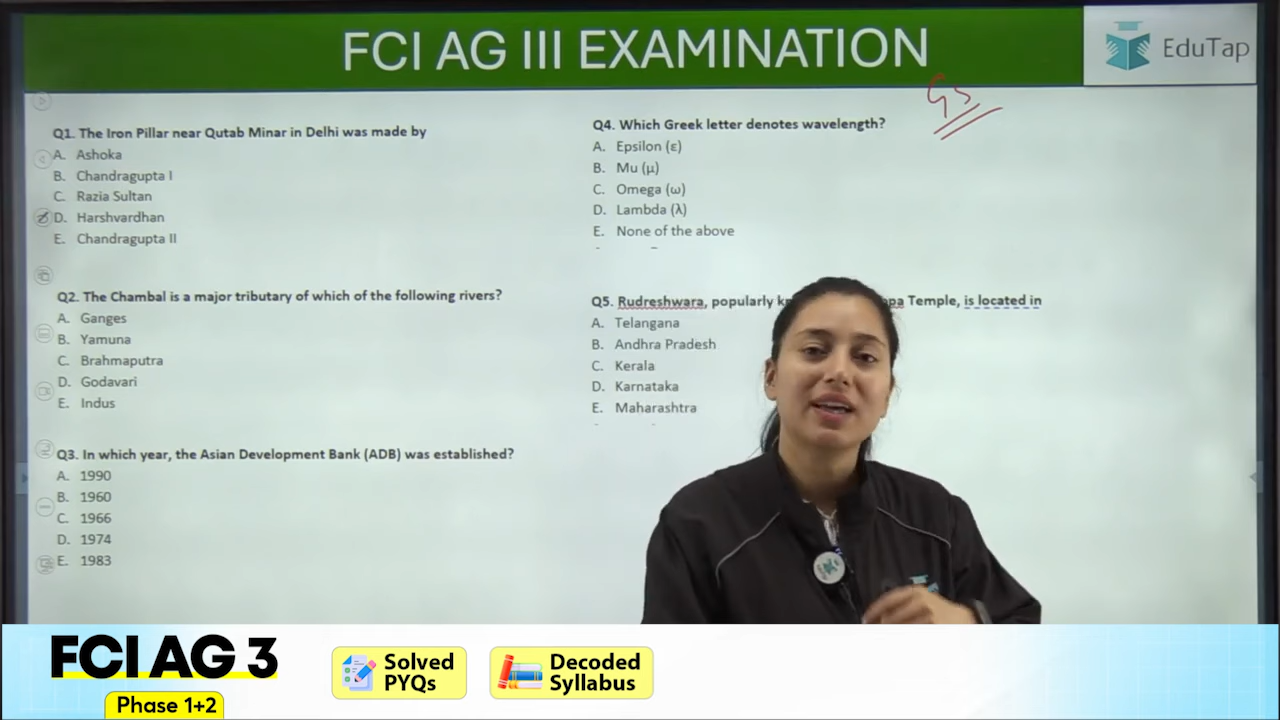 FCI AG III EXAMINATION
EduTap
GS
Q1. The Iron Pillar near Qutab Minar in Delhi was made by
A. Ashoka
B. Chandragupta I
C. Razia Sultan
D. Harshvardhan
E. Chandragupta II
Q2. The Chambal is a major tributary of which of the following rivers?
A. Ganges
B. Yamuna
C. Brahmaputra
D. Godavari
E. Indus
Q3. In which year, the Asian Development Bank (ADB) was established?
A. 1990
B. 1960
C. 1966
D. 1974
E. 1983
Q4. Which Greek letter denotes wavelength?
A. Epsilon (ε)
B. Mu (μ)
C. Omega (ω)
D. Lambda (λ)
E. None of the above
Q5. Rudreshwara, popularly Temple, is located in
A. Telangana
B. Andhra Pradesh
C. Kerala
D. Karnataka
E. Maharashtra
FCI AG 3
Phase 1+2
Solved
PYQs
Decoded
Syllabus